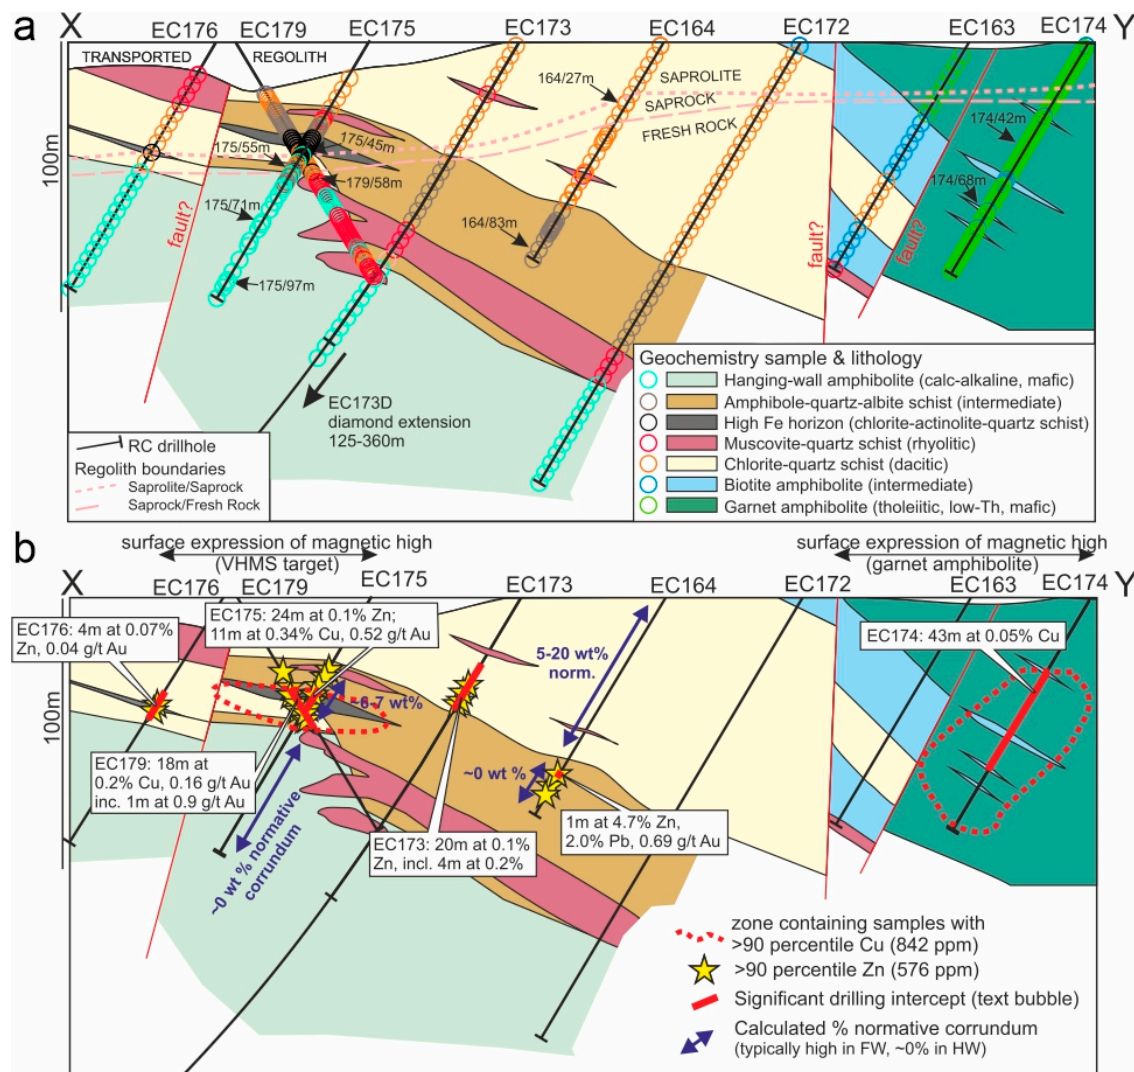 a
X
EC176
EC179
EC175
EC173
EC164
EC172
EC163
EC174
Y
TRANSPORTED
REGOLITH
164/27m
SAPROLITE
SAPROCK
FRESH ROCK
100m
175/55m
175/45m
179/58m
175/71m
175/97m
164/83m
174/42m
174/68m
fault?
fault?
fault?
EC173D
diamond extension
125-360m
RC drillhole
Regolith boundaries
Saprolite/Saprock
Saprock/Fresh Rock
Geochemistry sample & lithology
Hanging-wall amphibolite (calc-alkaline, mafic)
Amphibole-quartz-albite schist (intermediate)
High Fe horizon (chlorite-actinolite-quartz schist)
Muscovite-quartz schist (rhyolitic)
Chlorite-quartz schist (dacitic)
Biotite amphibolite (intermediate)
Garnet amphibolite (tholeiitic, low-Th, mafic)
b
surface expression of magnetic high
(VHMS target)
surface expression of magnetic high
(garnet amphibolite)
X
EC176
EC179
EC175
EC173
EC164
EC172
EC163
EC174
Y
EC176: 4m at 0.07%
Zn, 0.04 g/t Au
EC175: 24m at 0.1% Zn;
11m at 0.34% Cu, 0.52 g/t Au
EC174: 43m at 0.05% Cu
5-20 wt%
norm.
~6-7 wt%
100m
EC179: 18m at
0.2% Cu, 0.16 g/t Au
inc. 1m at 0.9 g/t Au
~0 wt %
1m at 4.7% Zn,
2.0% Pb, 0.69 g/t Au
EC173: 20m at 0.1%
Zn, incl. 4m at 0.2%
~0 wt % normative
corrundum
zone containing samples with
>90 percentile Cu (842 ppm)
>90 percentile Zn (576 ppm)
Significant drilling intercept (text bubble)
Calculated % normative corrundum
(typically high in FW, ~0% in HW)